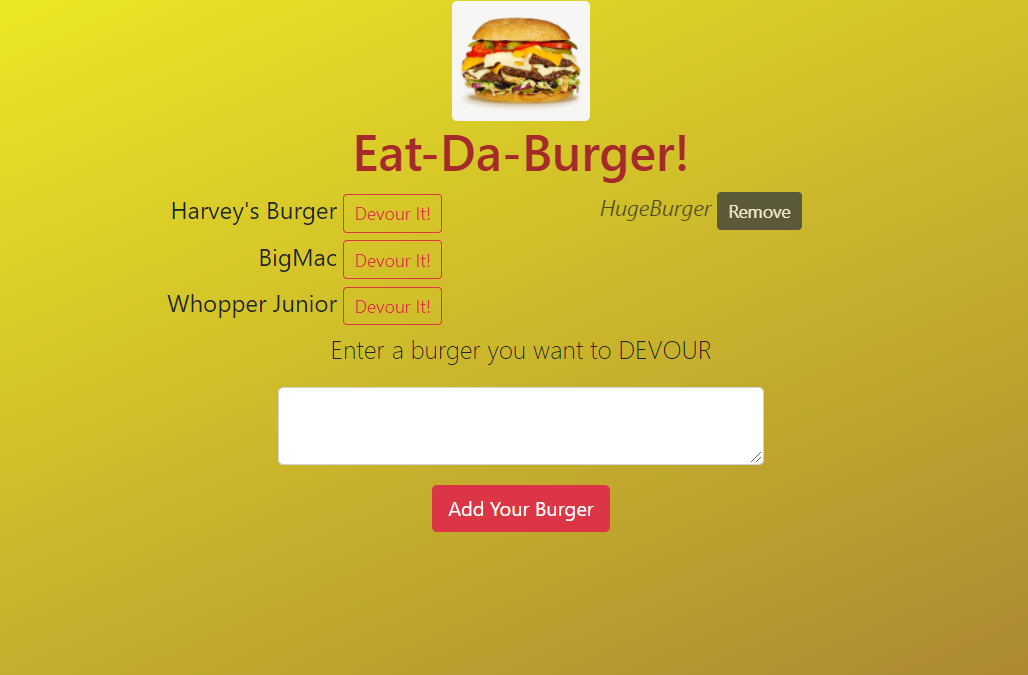 Eat-Da-Burger!
Harvey's Burger Devour It!
BigMac Devour It!
Whopper Junior Devour It!
HugeBurger Remove
Enter a burger you want to DEVOUR
Add Your Burger